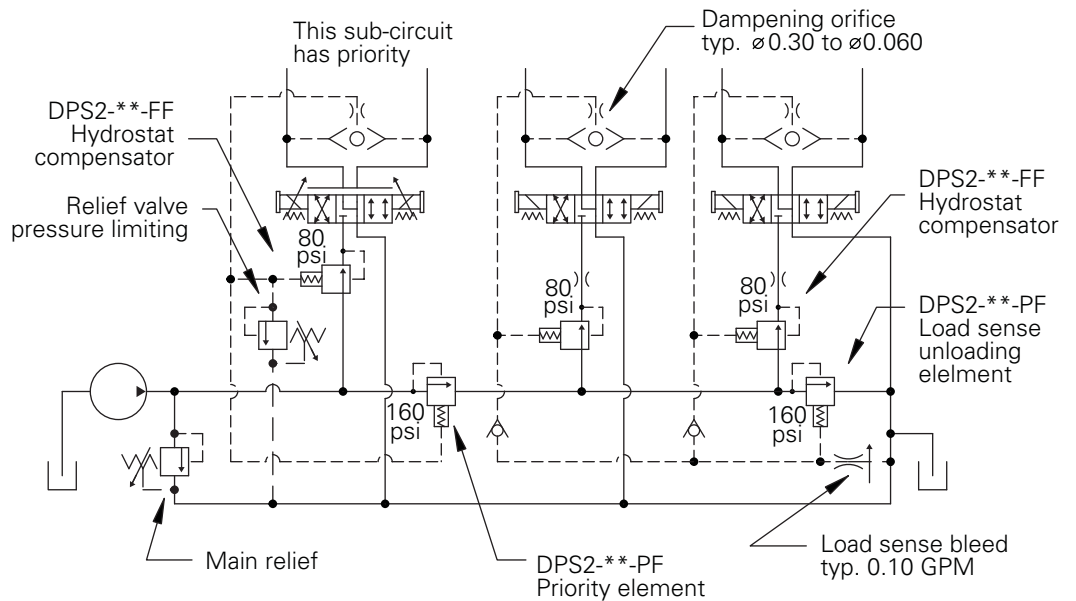 This sub-circuit
has priority
Dampening orifice
typ. ⌀0.30 to ⌀0.060
DPS2-**-FF
Hydrostat
compensator
Relief valve
pressure limiting
DPS2-**-FF
Hydrostat
compensator
80
psi
80
psi
80
psi
DPS2-**-PF
Load sense
unloading
elelment
160
psi
160
psi
Main relief
DPS2-**-PF
Priority element
Load sense bleed
typ. 0.10 GPM